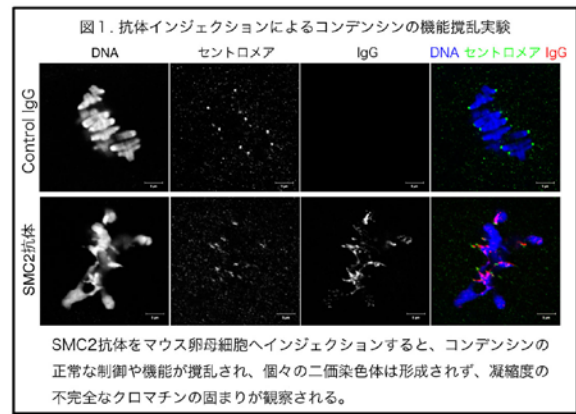 図1. 抗体インジェクションによるコンデンシンの機能撹乱実験
DNA セントロメア IgG DNA セントロメア IgG
Control IgG
SMC2抗体
SMC2抗体をマウス卵母細胞へインジェクションすると、コンデンシンの
正常な制御や機能が撹乱され、個々の二価染色体は形成されず、凝縮度の
不完全なクロマチンの固まりが観察される。